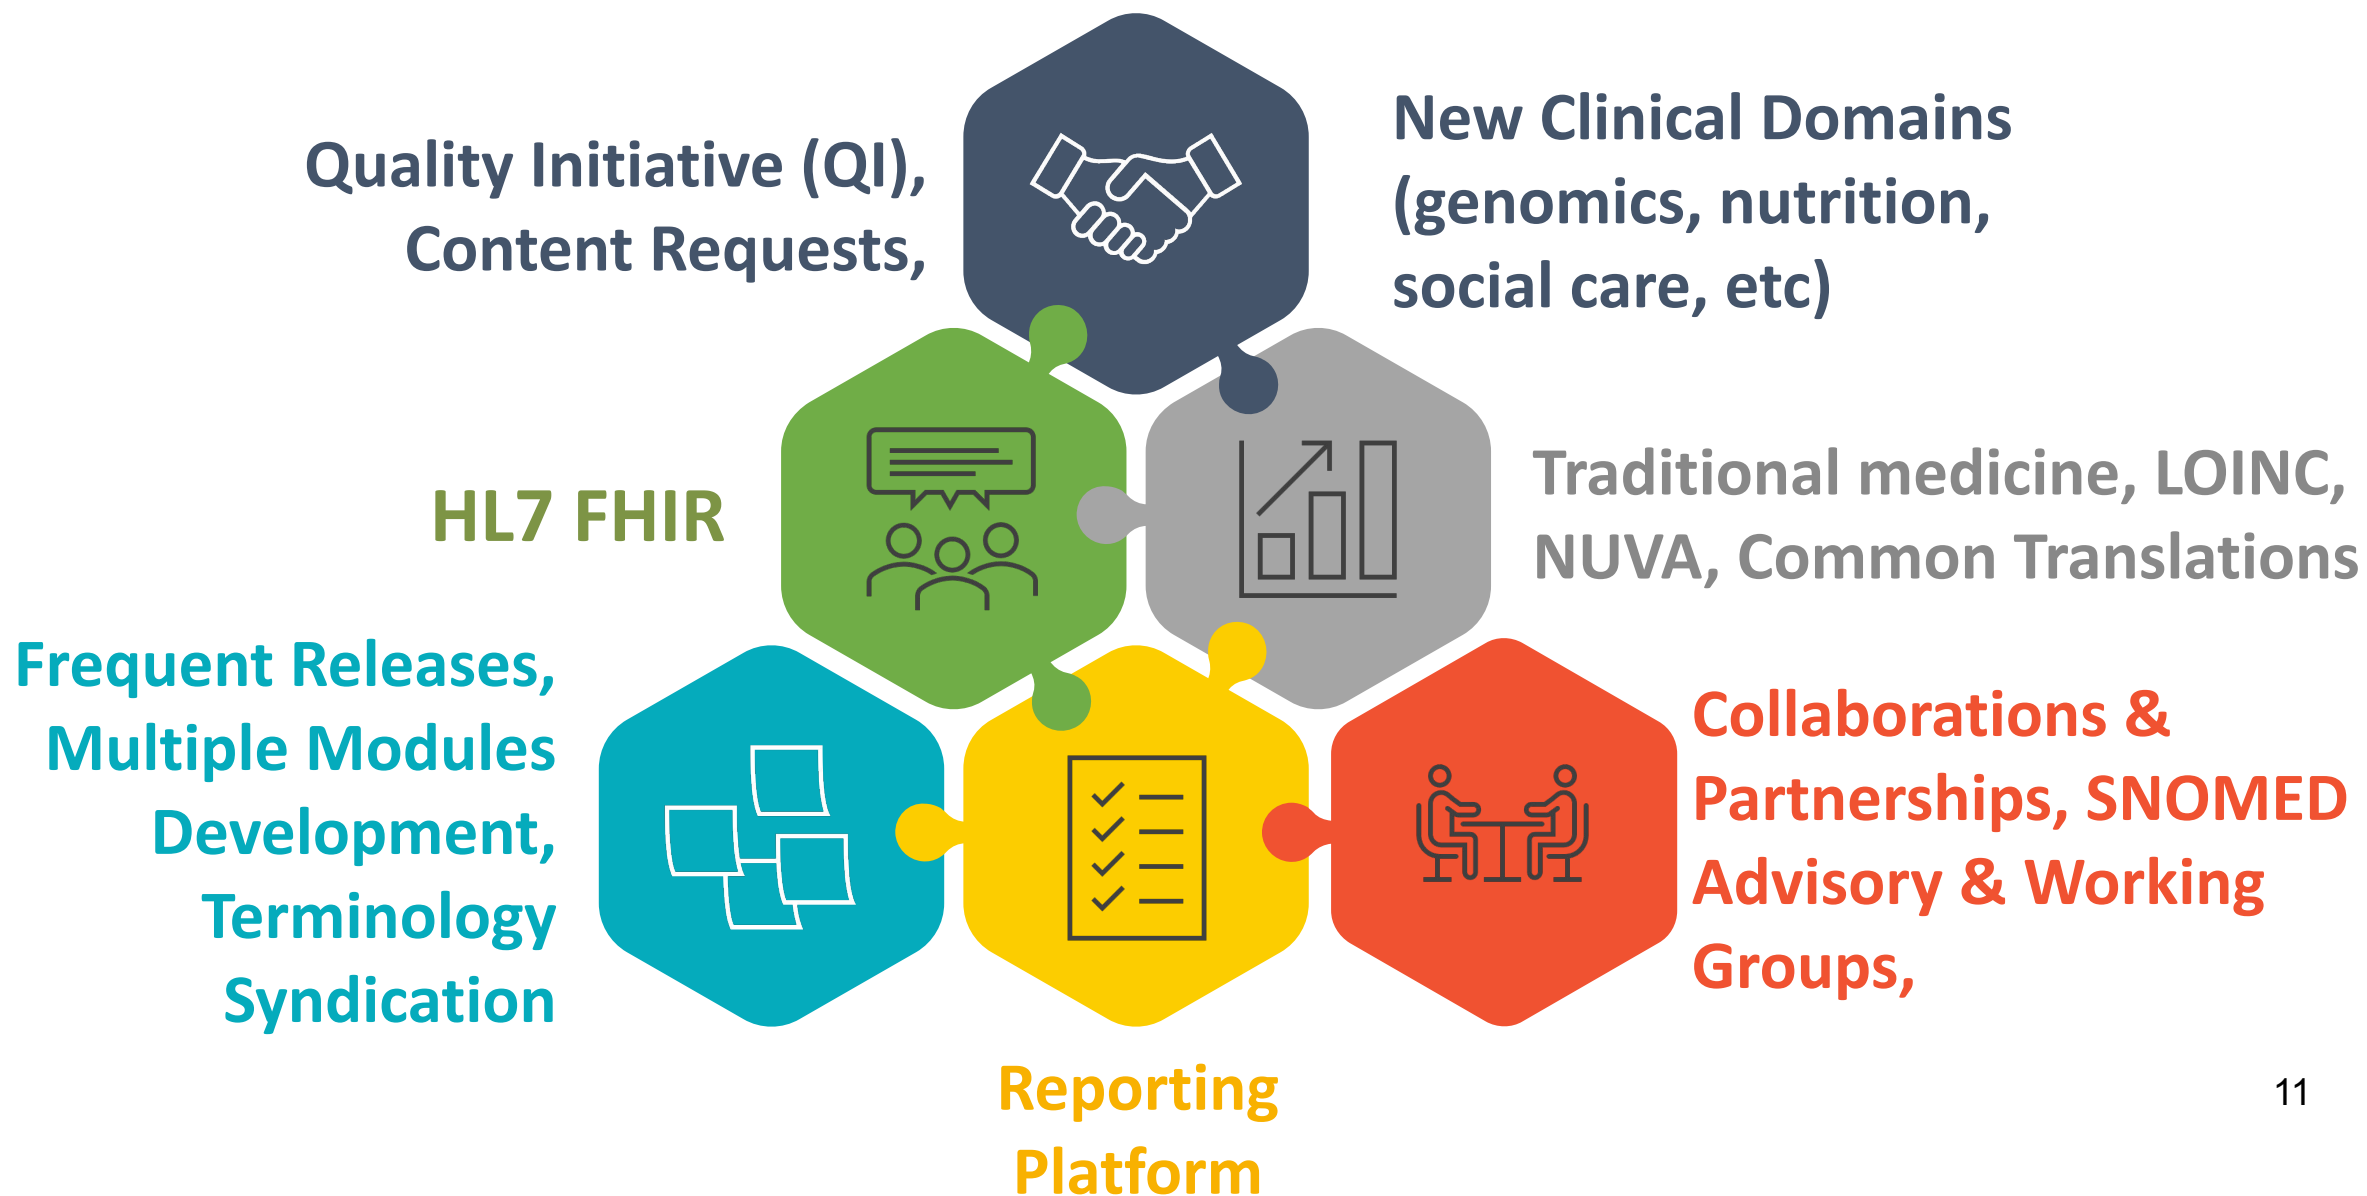 Quality Initiative (QI),
Content Requests,
New Clinical Domains
(genomics, nutrition,
social care, etc)
HL7 FHIR
Traditional medicine, LOINC,
NUVA, Common Translations
Frequent Releases,
Multiple Modules
Development,
Terminology
Syndication
Collaborations &
Partnerships, SNOMED
Advisory & Working
Groups,
Reporting
Platform
11